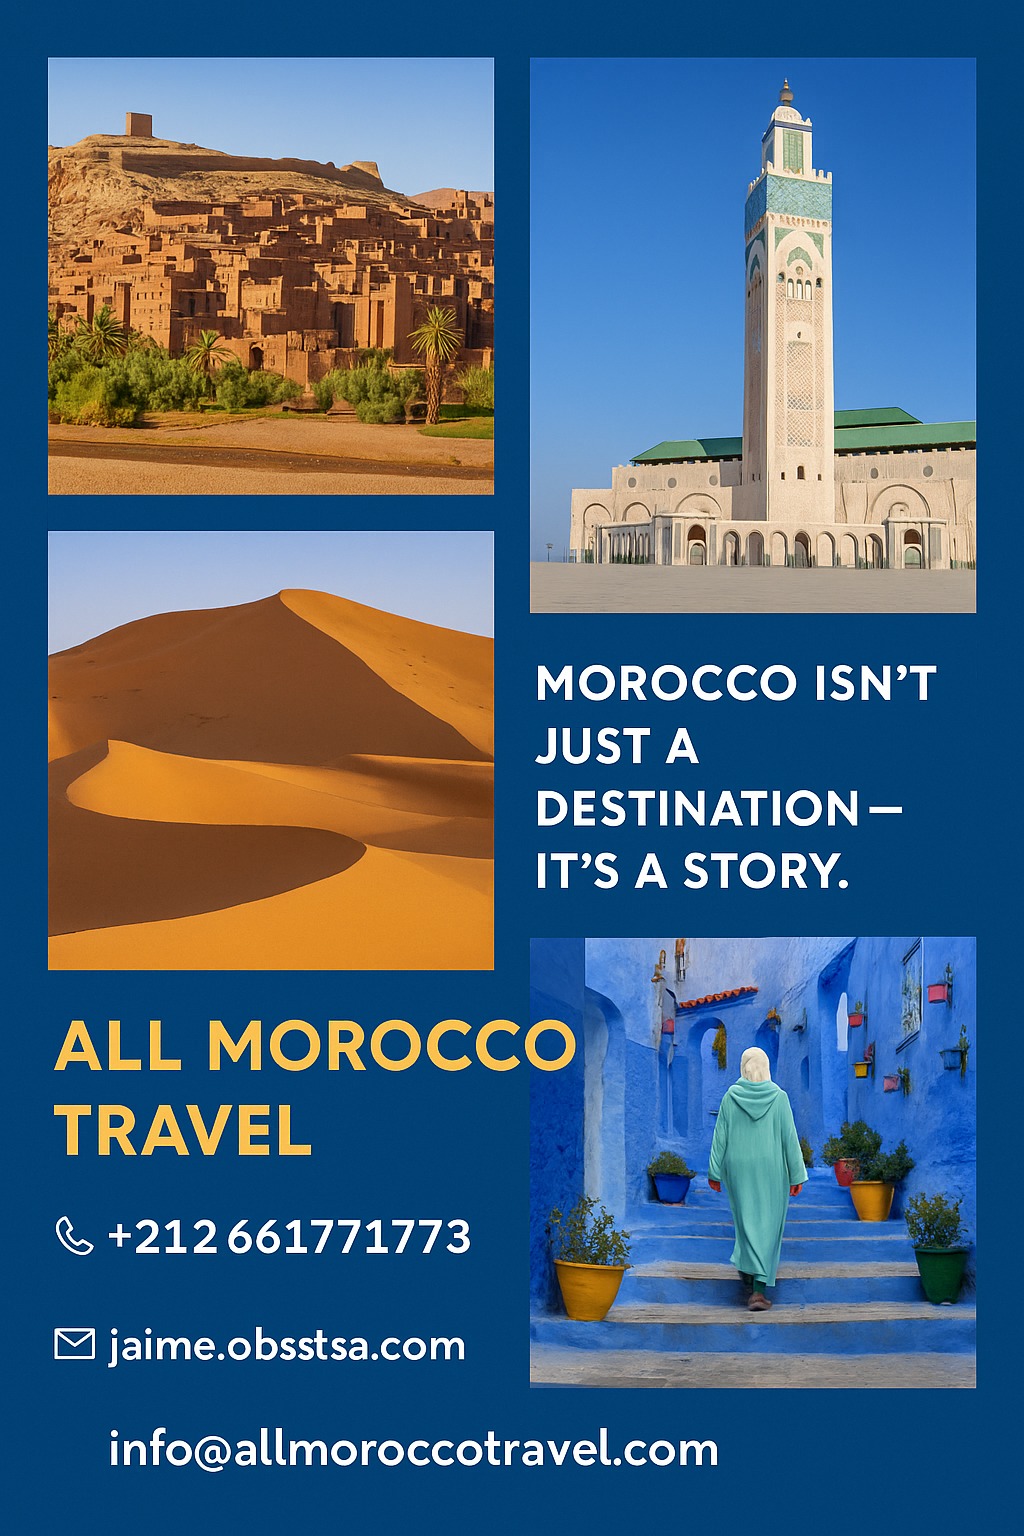 MOROCCO ISN’T
JUST A
DESTINATION—
IT’S A STORY.
ALL MOROCCO
TRAVEL
+212 661771773
jaime.obsstsa.com
info@allmoroccotravel.com